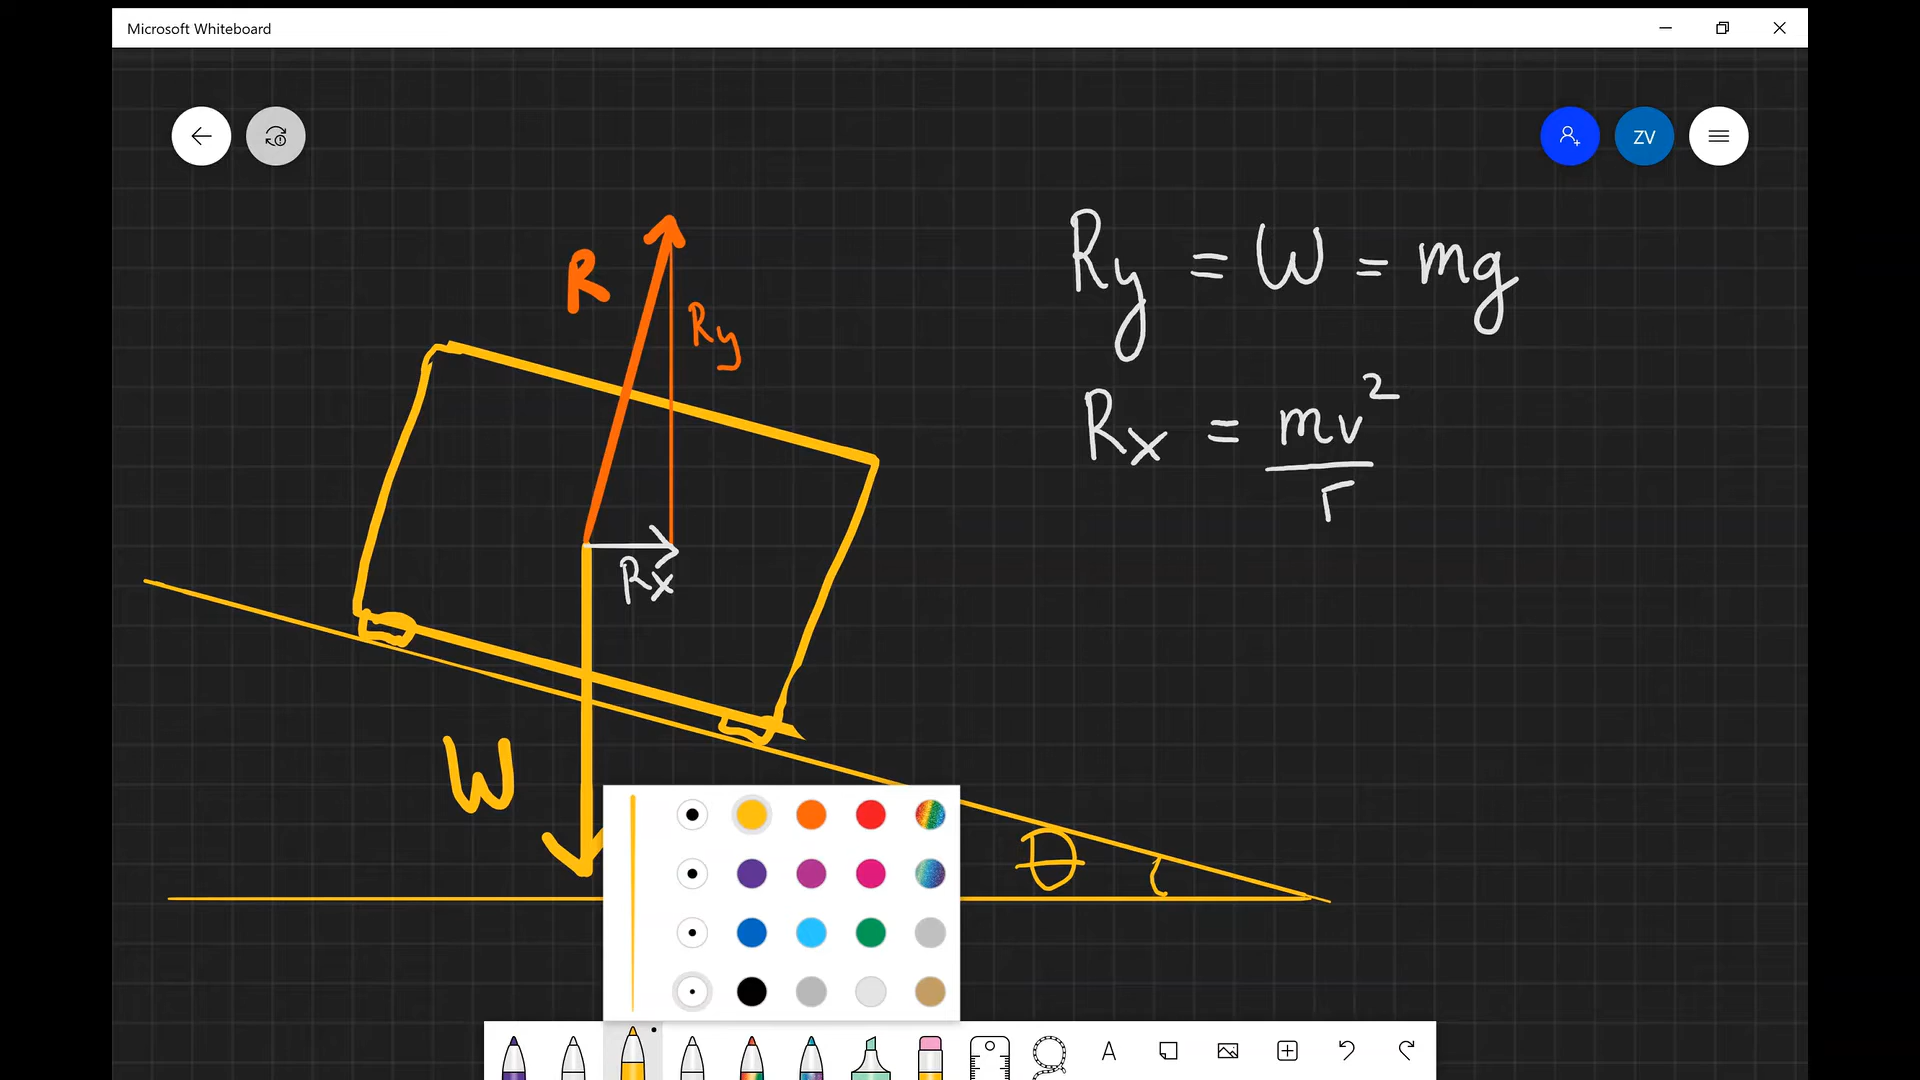 Microsoft Whiteboard
ZV
R
Ry
Rx
W
θ
Ry = W = mg
Rx = mv²/r
A